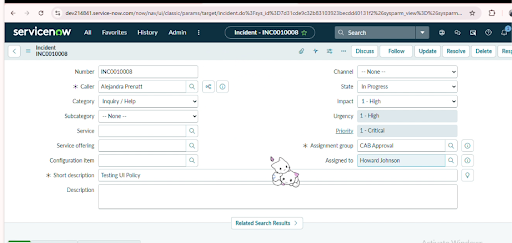 dev214841.service-now.com/now/nav/ui/classic/params/target/incident.do%3Fsys_id%3D7d51cde9c32b83103923becdd40131f2%26sysparm_view%3D%26sysparm...
servicenow All Favorites History Admin Incident - INC0010008 Search
Incident
INC0010008
Discuss Follow Update Resolve Delete
Number INC0010008 Channel -- None --
Caller Alejandra Prenatt State In Progress
Category Inquiry / Help Impact 1 - High
Subcategory -- None -- Urgency 1 - High
Service Priority 1 - Critical
Service offering Assignment group CAB Approval
Configuration item Assigned to Howard Johnson
Short description Testing UI Policy
Description
Related Search Results